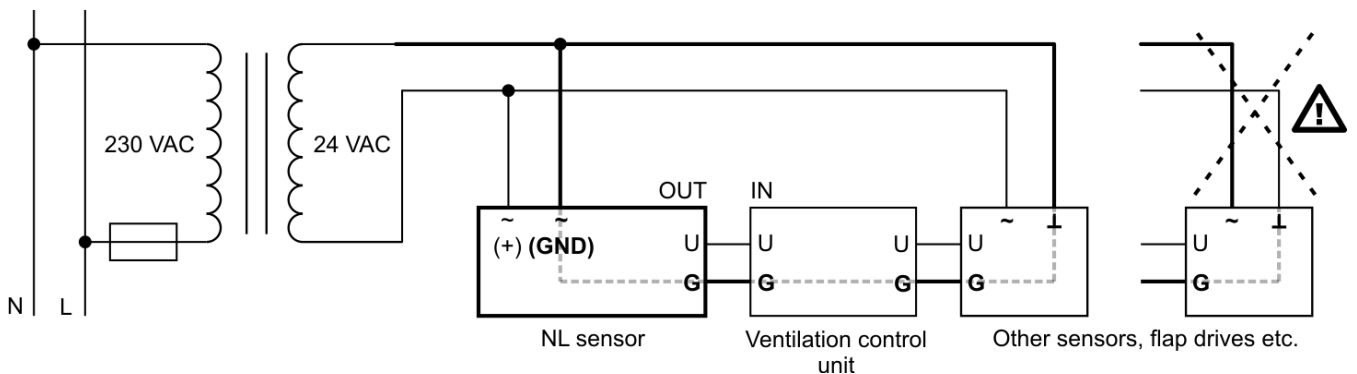 230 VAC
24 VAC
OUT
IN
~
~
~
⊥
~
⊥
(+) (GND)
U
U
U
U
U
G
G
G
G
G
N
L
NL sensor
Ventilation control
unit
Other sensors, flap drives etc.
!